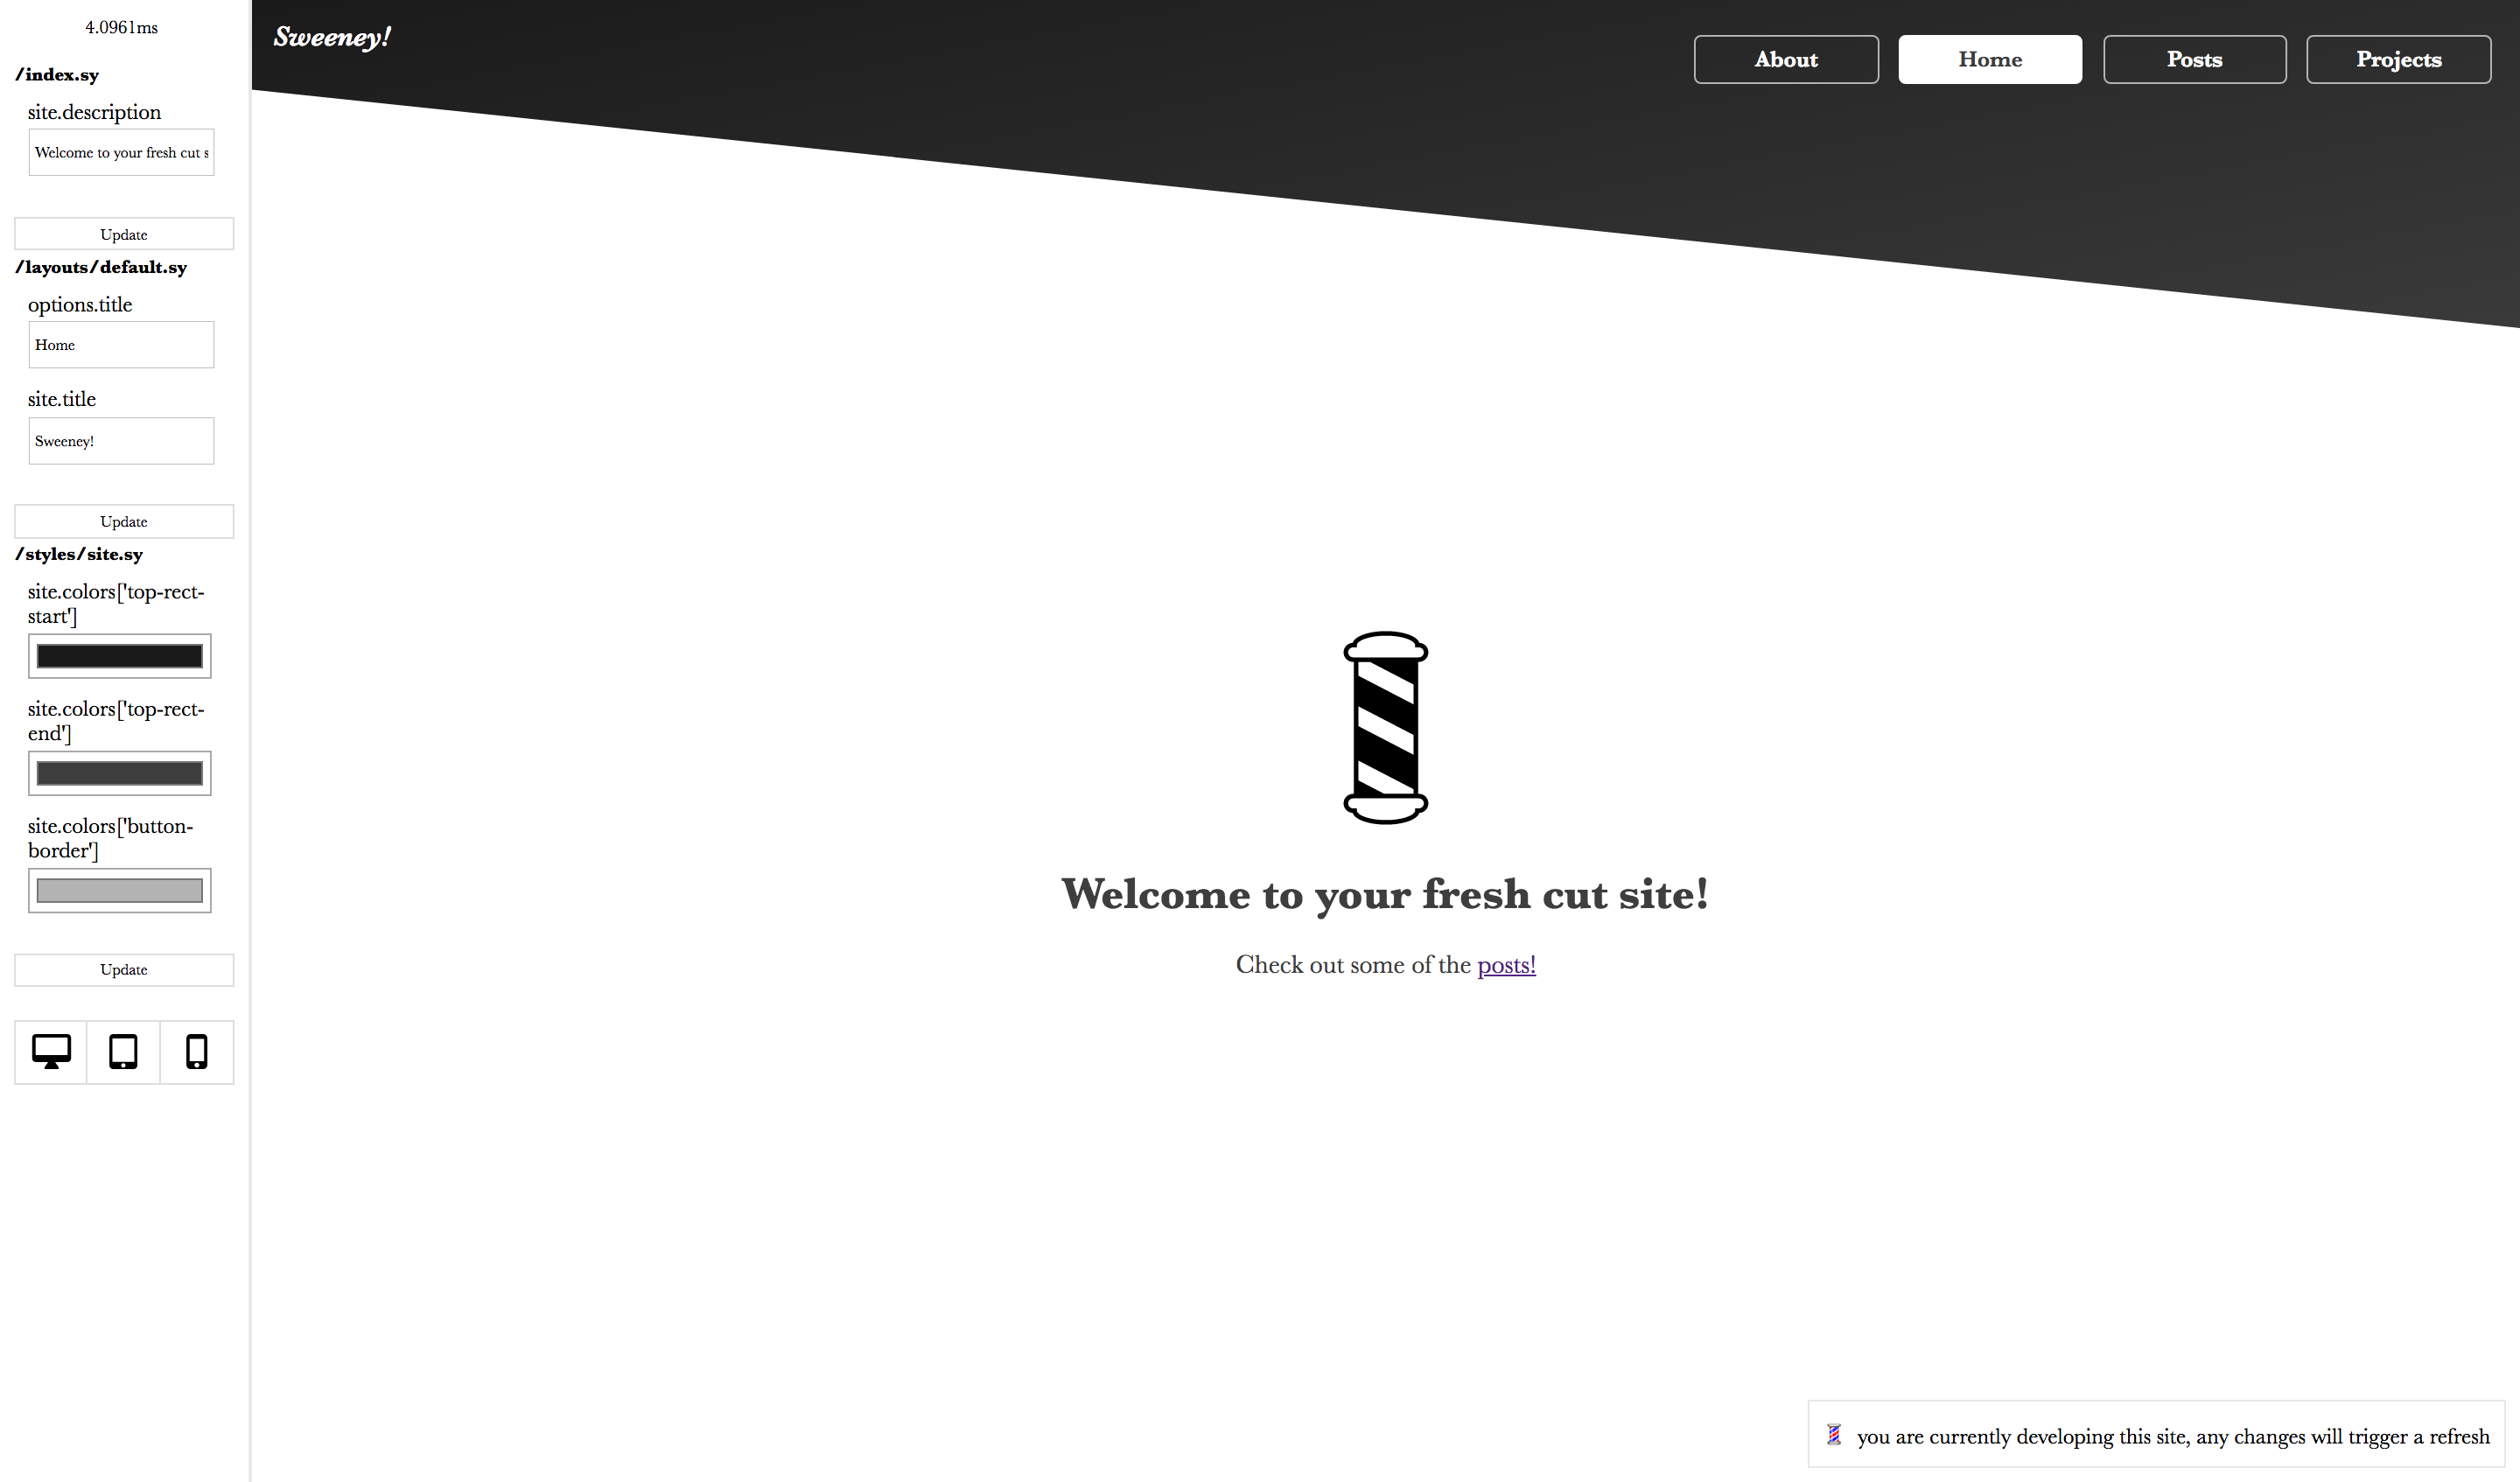 4.0961ms
/index.sy
site.description
Welcome to your fresh cut s
Update
/layouts/default.sy
options.title
Home
site.title
Sweeney!
Update
/styles/site.sy
site.colors['top-rect-
start']
site.colors['top-rect-
end']
site.colors['button-
border']
Update
Sweeney!
About
Home
Posts
Projects
Welcome to your fresh cut site!
Check out some of the posts!
you are currently developing this site, any changes will trigger a refresh